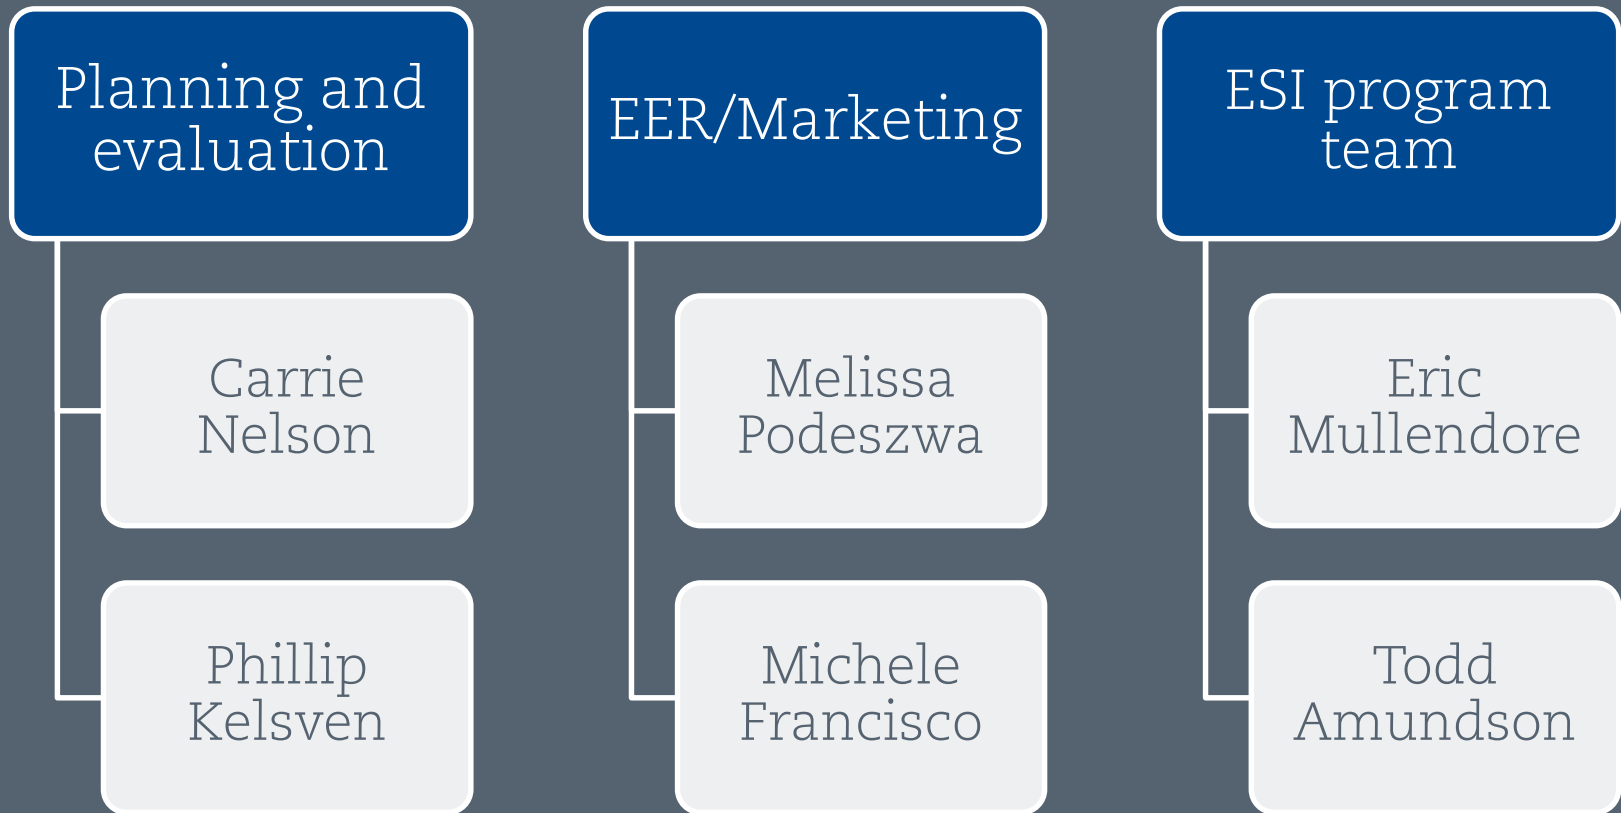 Planning and
evaluation
Carrie
Nelson
Phillip
Kelsven
EER/Marketing
Melissa
Podeszwa
Michele
Francisco
ESI program
team
Eric
Mullendore
Todd
Amundson